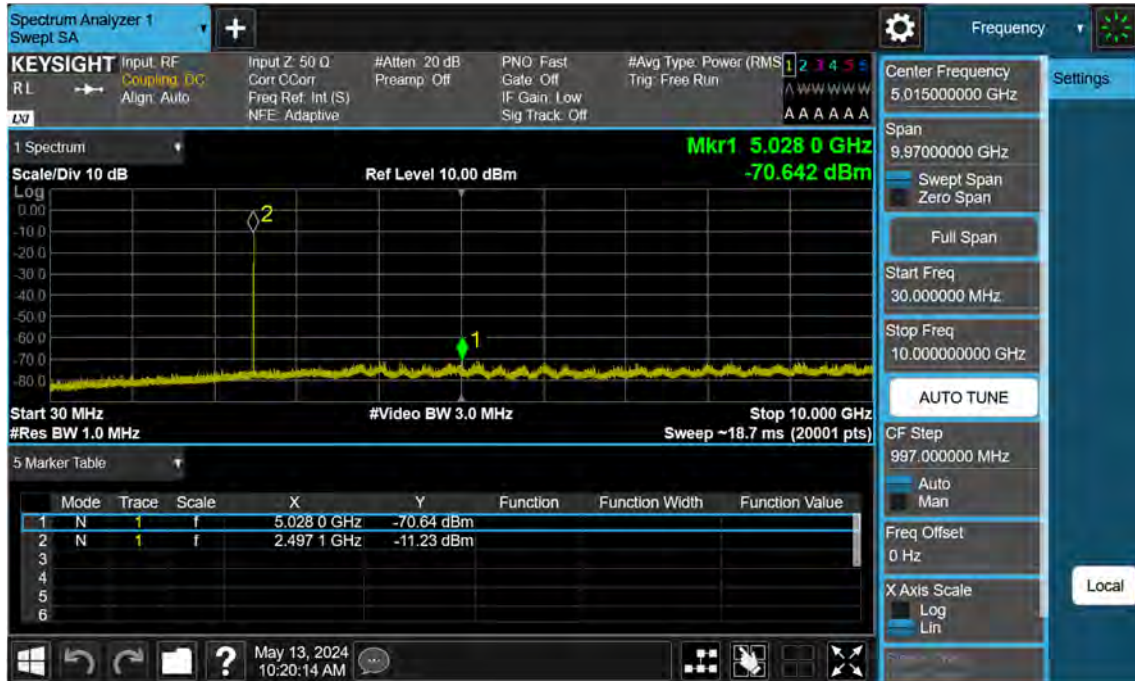 Spectrum Analyzer 1
Swept SA
+
Frequency
KEYSIGHT
RL
LXI
Input: RF
Coupling: DC
Align: Auto
Input Z: 50 Ω
Corr CCorr
Freq Ref: Int (S)
NFE: Adaptive
#Atten: 20 dB
Preamp: Off
PNO: Fast
Gate: Off
IF Gain: Low
Sig Track: Off
#Avg Type: Power (RMS
Trig: Free Run
1 2 3 4 5 6
A W W W W W
A A A A A A
1 Spectrum
Scale/Div 10 dB
Ref Level 10.00 dBm
Mkr1 5.028 0 GHz
-70.642 dBm
Log
0.00
-10.0
-20.0
-30.0
-40.0
-50.0
-60.0
-70.0
-80.0
2
1
Start 30 MHz
#Video BW 3.0 MHz
Stop 10.000 GHz
#Res BW 1.0 MHz
Sweep ~18.7 ms (20001 pts)
5 Marker Table
Mode Trace Scale X Y Function Function Width Function Value
1 N 1 f 5.028 0 GHz -70.64 dBm
2 N 1 f 2.497 1 GHz -11.23 dBm
3
4
5
6
May 13, 2024
10:20:14 AM
?
Center Frequency
5.015000000 GHz
Settings
Span
9.97000000 GHz
Swept Span
Zero Span
Full Span
Start Freq
30.000000 MHz
Stop Freq
10.000000000 GHz
AUTO TUNE
CF Step
997.000000 MHz
Auto
Man
Freq Offset
0 Hz
X Axis Scale
Log
Lin
Local